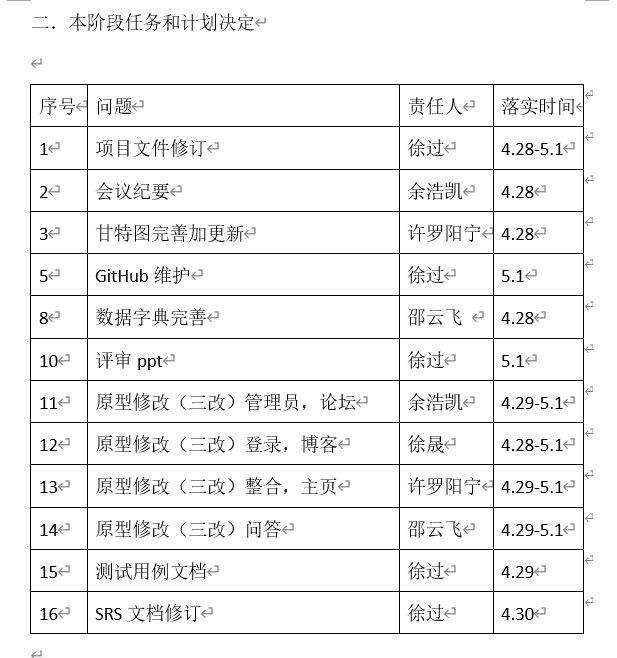 二．本阶段任务和计划决定
序号 问题 责任人 落实时间
1 项目文件修订 徐过 4.28-5.1
2 会议纪要 余浩凯 4.28
3 甘特图完善加更新 许罗阳宁 4.28
5 GitHub 维护 徐过 5.1
8 数据字典完善 邵云飞 4.28
10 评审 ppt 徐过 5.1
11 原型修改（三改）管理员，论坛 余浩凯 4.29-5.1
12 原型修改（三改）登录，博客 徐晟 4.28-5.1
13 原型修改（三改）整合，主页 许罗阳宁 4.29-5.1
14 原型修改（三改）问答 邵云飞 4.29-5.1
15 测试用例文档 徐过 4.29
16 SRS 文档修订 徐过 4.30